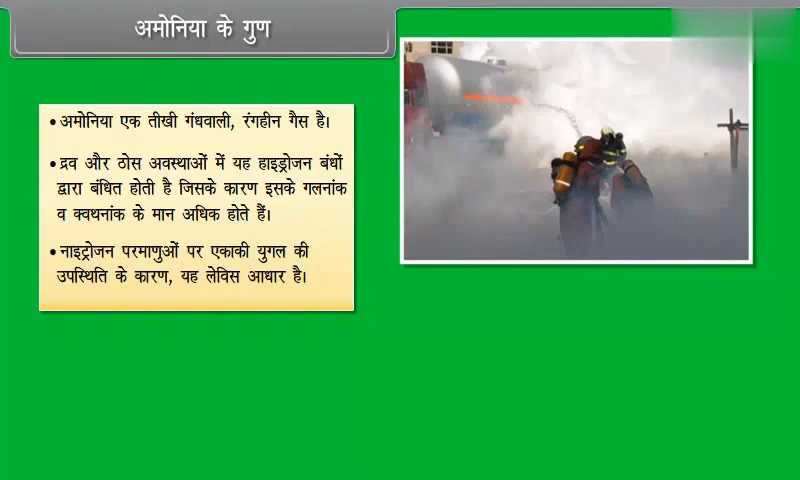 अमोनिया के गुण
• अमोनिया एक तीखी गंधवाली, रंगहीन गैस है।
• द्रव और ठोस अवस्थाओं में यह हाइड्रोजन बंधों
द्वारा बंधित होती है जिसके कारण इसके गलनांक
व क्वथनांक के मान अधिक होते हैं।
• नाइट्रोजन परमाणुओं पर एकाकी युगल की
उपस्थिति के कारण, यह लेविस आधार है।